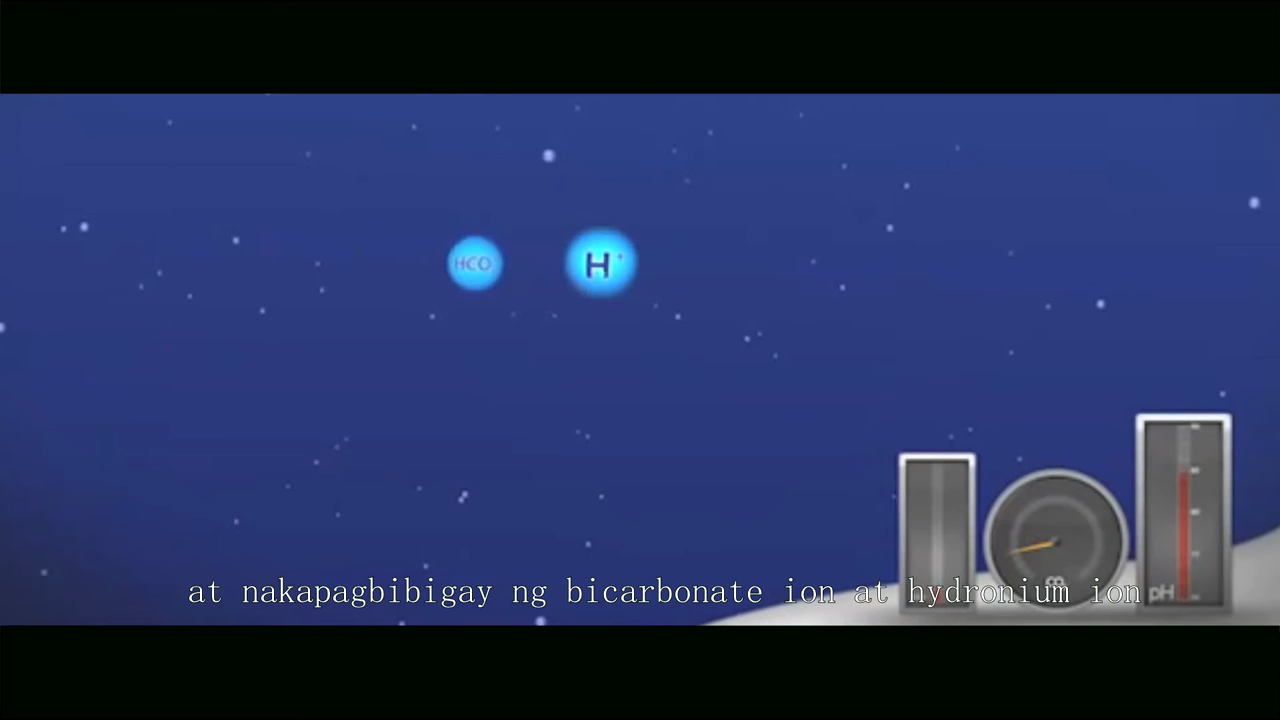 HCO
H+
at nakapagbibigay ng bicarbonate ion at hydronium ion
pH